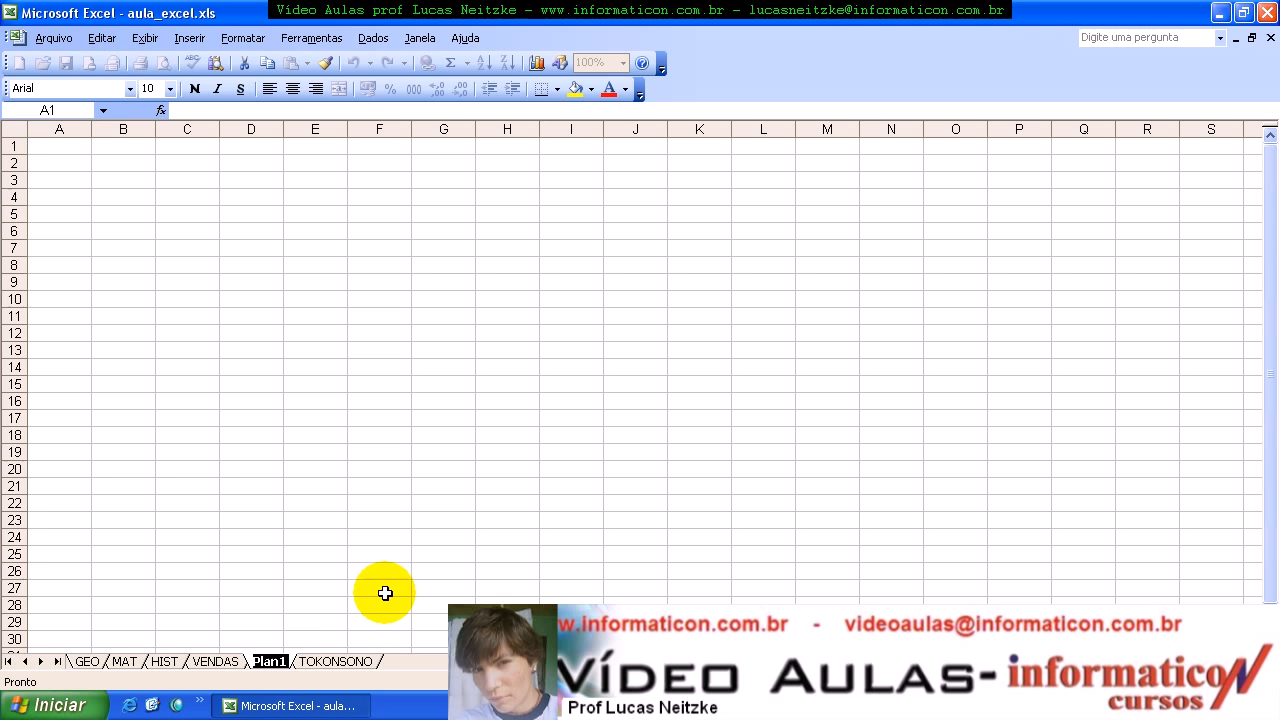 Microsoft Excel - aula_excel.xls
Vídeo Aulas prof Lucas Neitzke - www.informaticon.com.br - lucasneitzke@informaticon.com.br
Arquivo Editar Exibir Inserir Formatar Ferramentas Dados Janela Ajuda
Digite uma pergunta
100%
Arial 10 N I S % 000
A1 fx
A B C D E F G H I J K L M N O P Q R S
1
2
3
4
5
6
7
8
9
10
11
12
13
14
15
16
17
18
19
20
21
22
23
24
25
26
27
28
29
30
GEO MAT HIST VENDAS Plan1 TOKONSONO
Pronto
Iniciar
Microsoft Excel - aula...
w.informaticon.com.br - videoaulas@informaticon.com.br
VÍDEO AULAS- informaticoN
cursos
Prof Lucas Neitzke